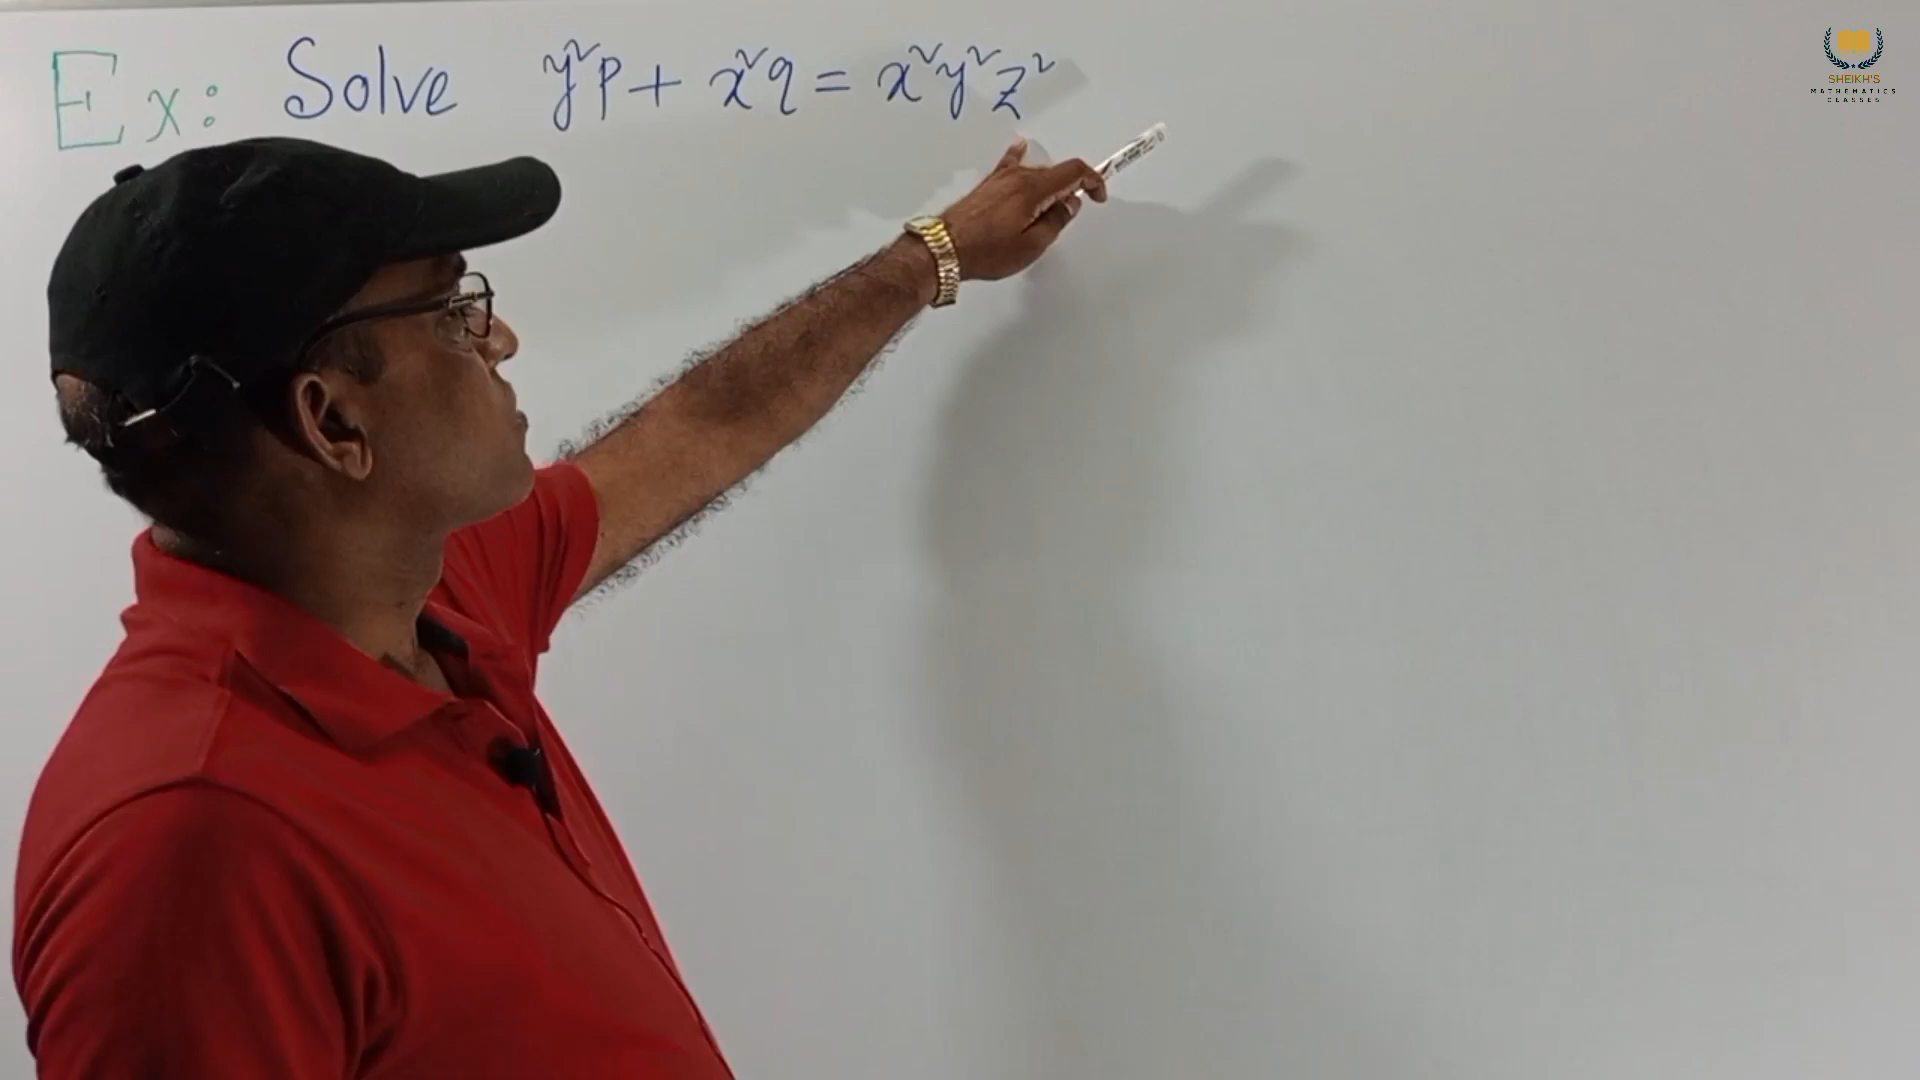 Ex: Solve y²p + x²q = x²y²z²
SHEIKH'S
MATHEMATICS
CLASSES